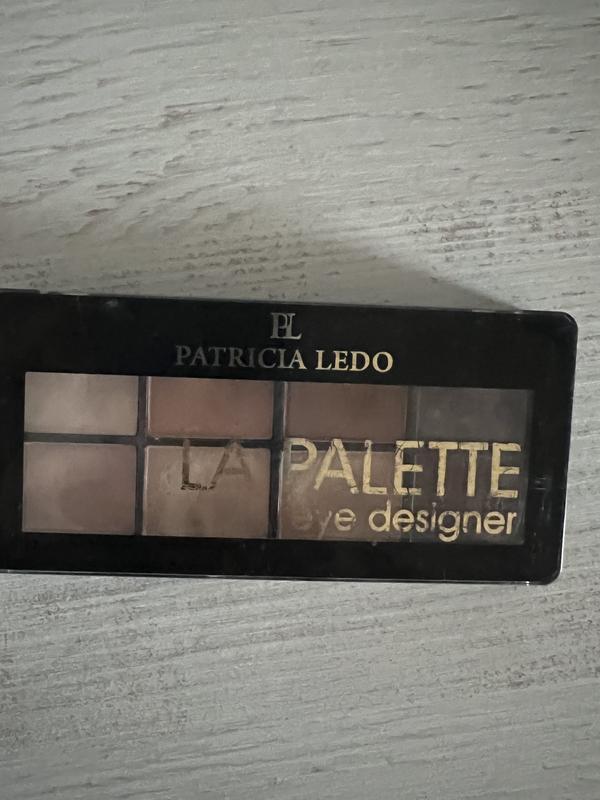 PL
PATRICIA LEDO
LA PALETTE
eye designer